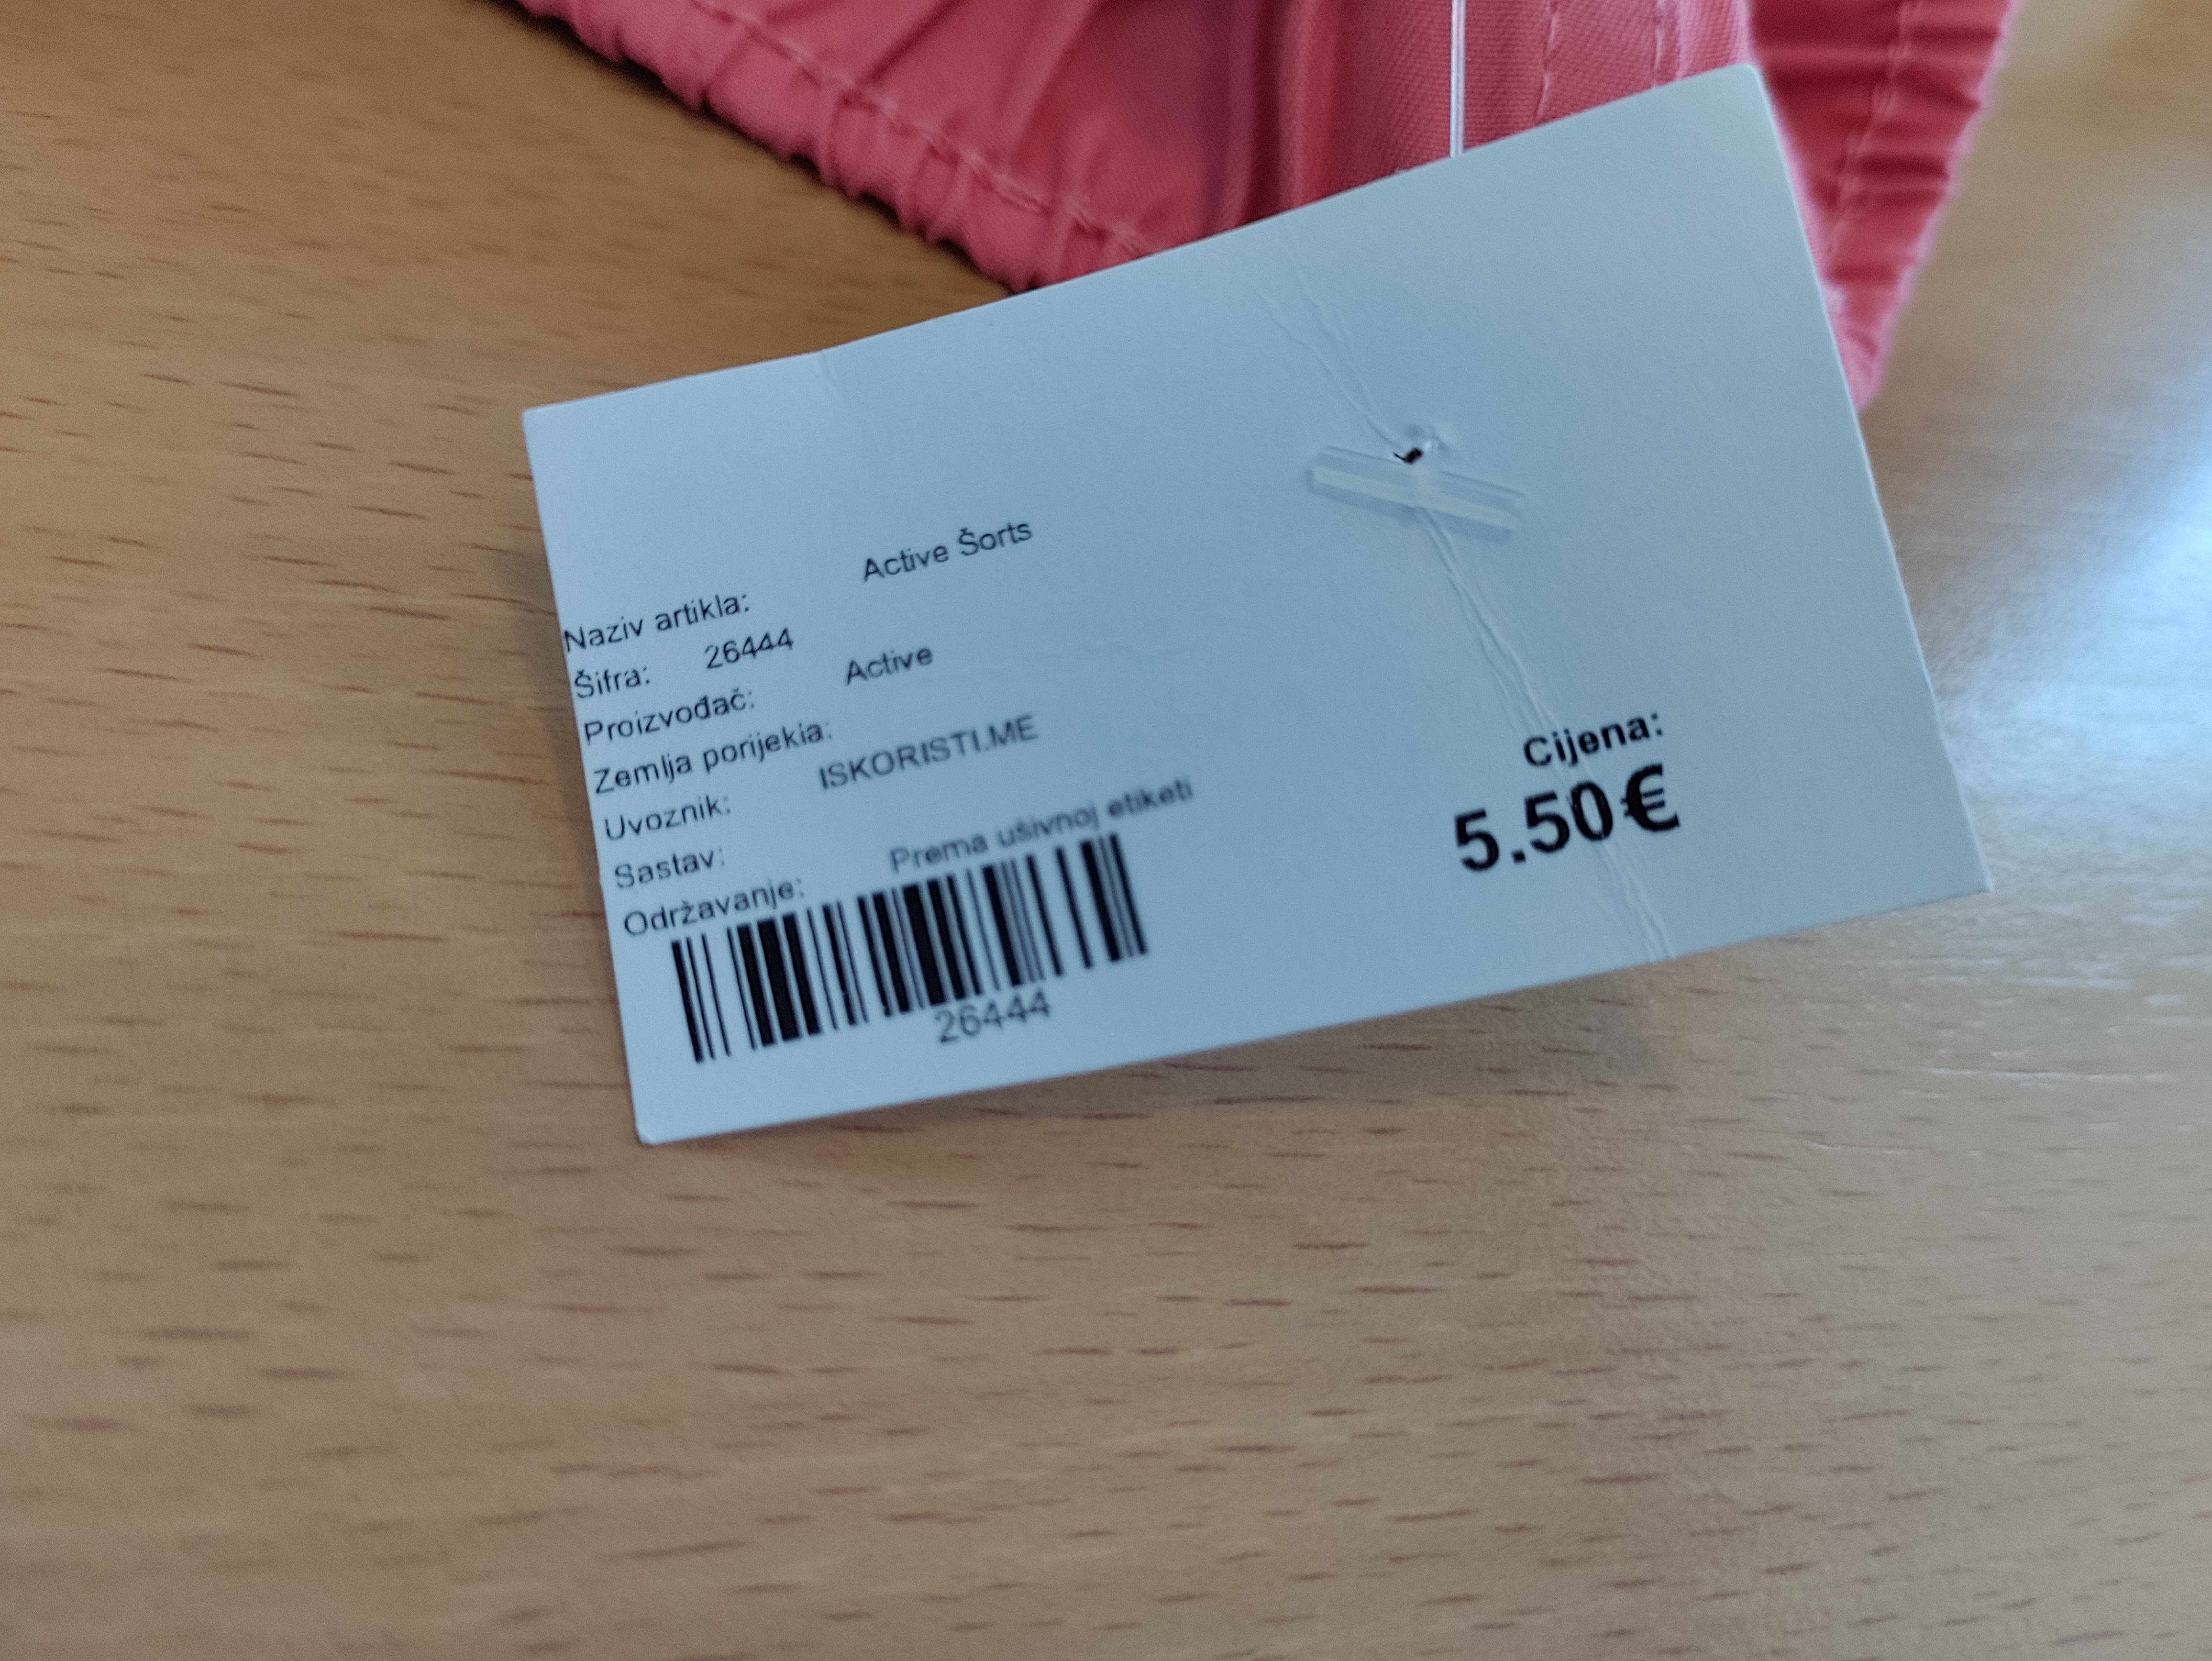 Naziv artikla: Active Šorts
Šifra: 26444
Proizvođač: Active
Zemlja porijekla:
Uvoznik: ISKORISTI.ME
Sastav:
Održavanje: Prema ušivnoj etiketi
26444
Cijena:
5.50€